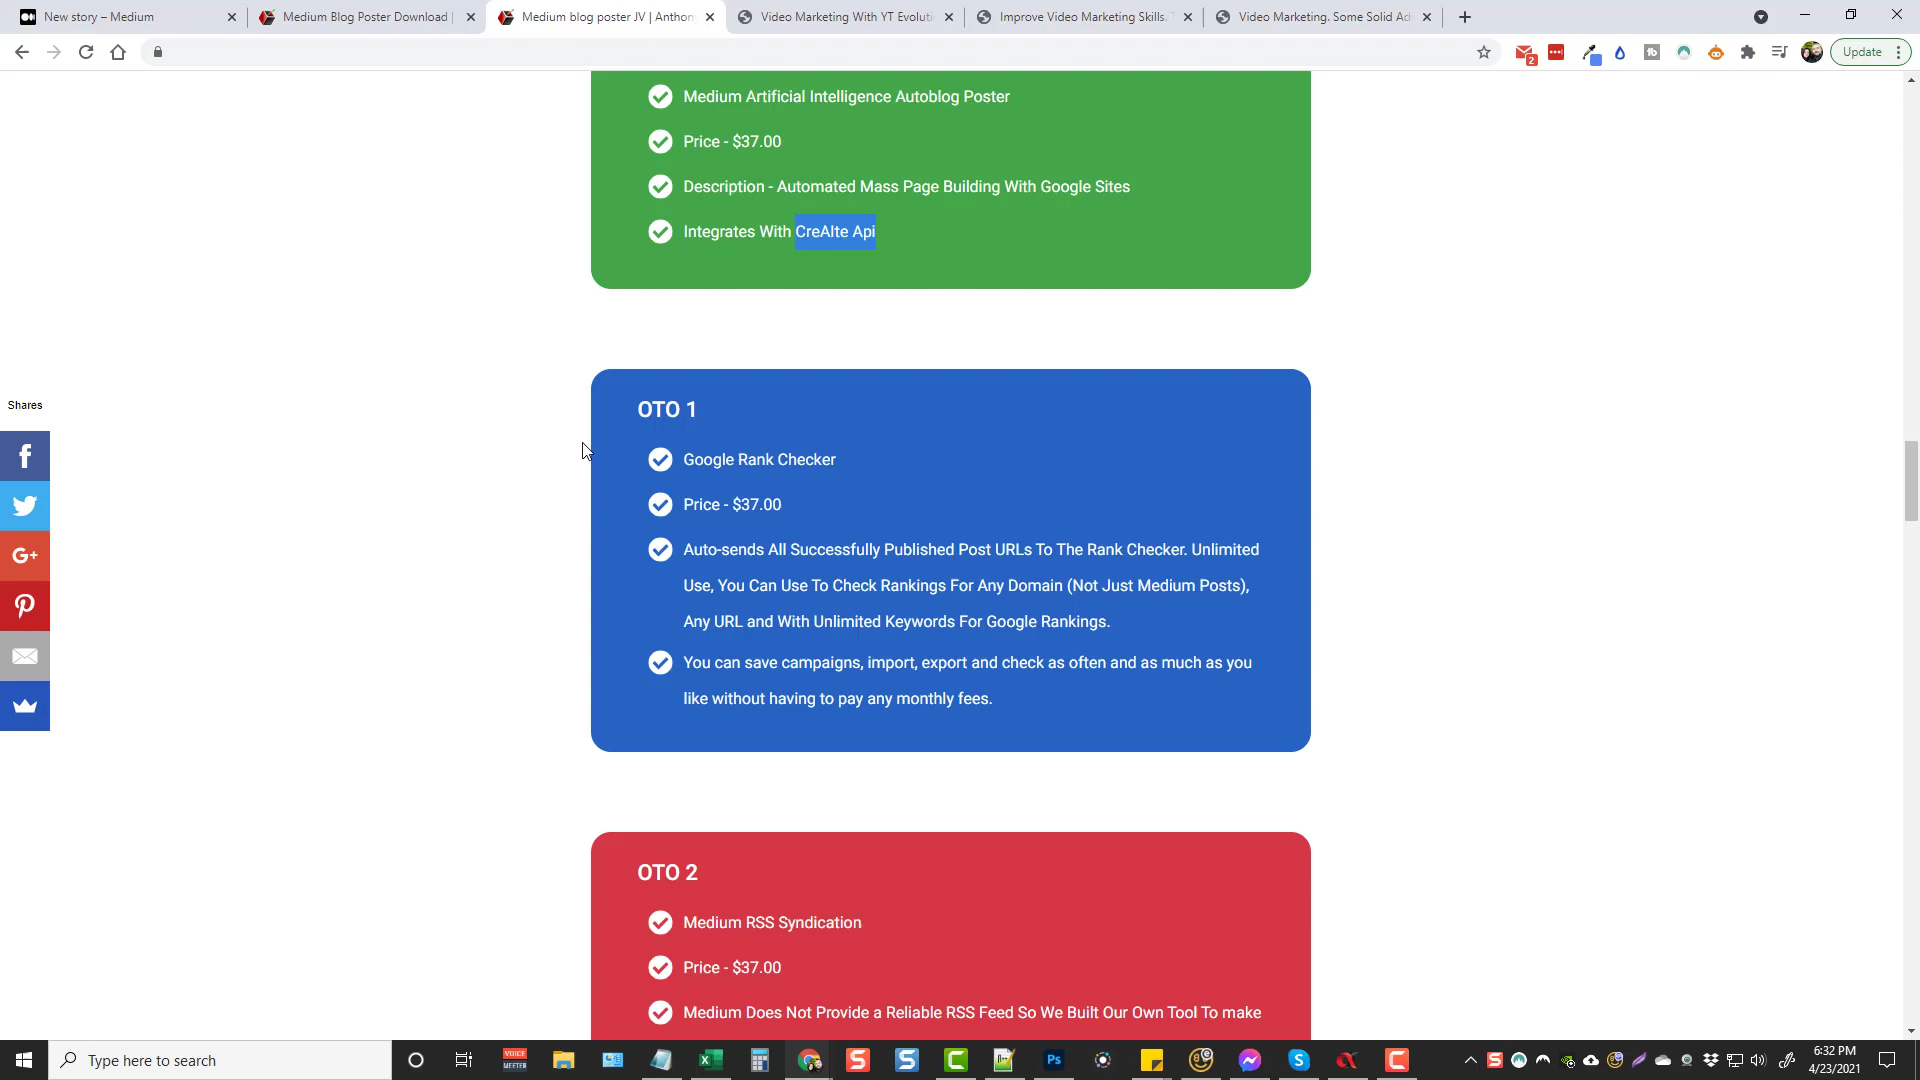 New story – Medium
Medium Blog Poster Download |
Medium blog poster JV | Anthon
Video Marketing With YT Evoluti
Improve Video Marketing Skills. T
Video Marketing. Some Solid Ad
Update
2
Medium Artificial Intelligence Autoblog Poster
Price - $37.00
Description - Automated Mass Page Building With Google Sites
Integrates With CreAIte Api
Shares
OTO 1
Google Rank Checker
Price - $37.00
Auto-sends All Successfully Published Post URLs To The Rank Checker. Unlimited
Use, You Can Use To Check Rankings For Any Domain (Not Just Medium Posts),
Any URL and With Unlimited Keywords For Google Rankings.
You can save campaigns, import, export and check as often and as much as you
like without having to pay any monthly fees.
OTO 2
Medium RSS Syndication
Price - $37.00
Medium Does Not Provide a Reliable RSS Feed So We Built Our Own Tool To make
Type here to search
VOICE
MEETER
Ps
6:32 PM
4/23/2021